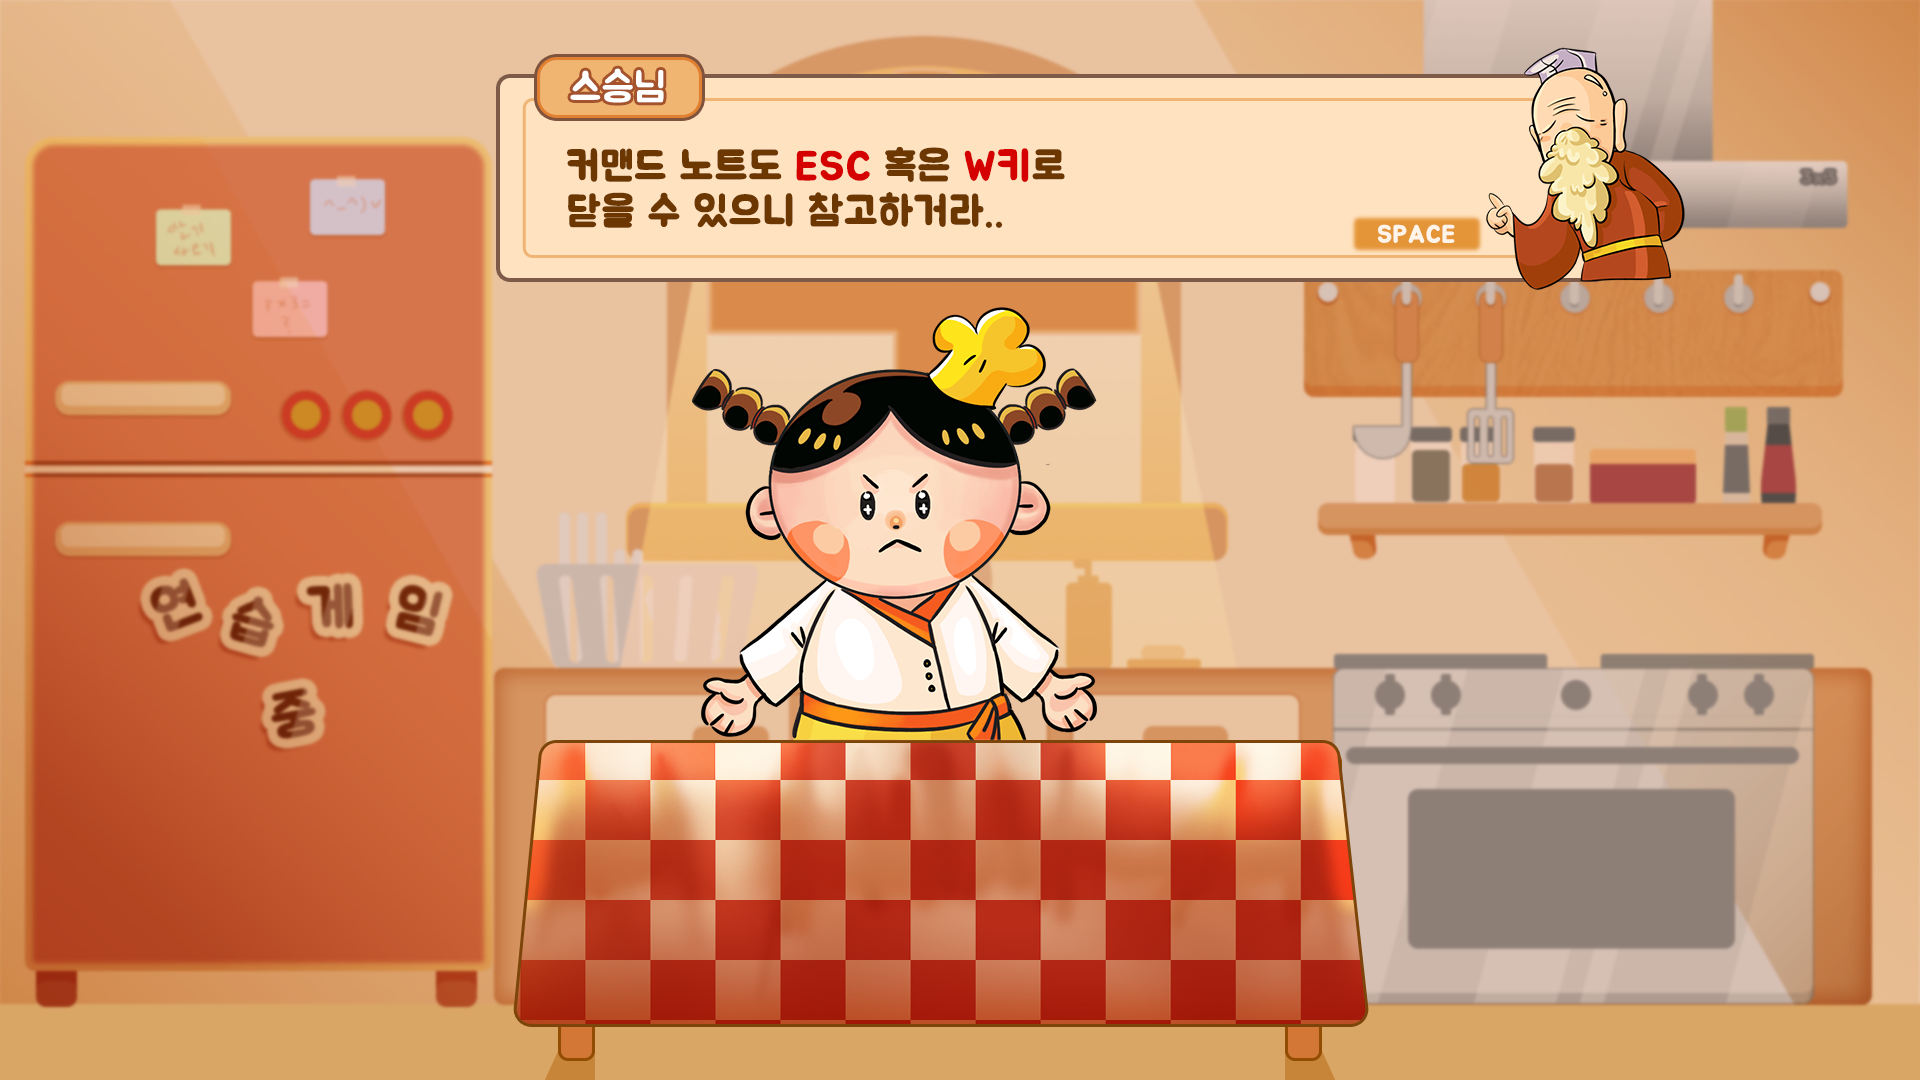 스승님
커맨드 노트도 ESC 혹은 W키로
닫을 수 있으니 참고하거라..
SPACE
^_^)v
연습게임
중